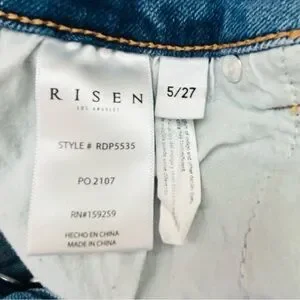 RISEN
LOS ANGELES
STYLE # RDP5535
PO 2107
RN#159259
HECHO EN CHINA
MADE IN CHINA
5/27